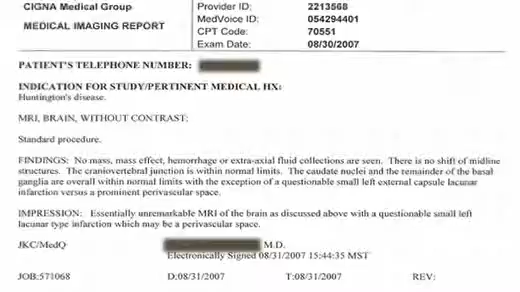 CIGNA Medical Group
MEDICAL IMAGING REPORT
Provider ID: 2213568
MedVoice ID: 054294401
CPT Code: 70551
Exam Date: 08/30/2007
PATIENT'S TELEPHONE NUMBER:
INDICATION FOR STUDY/PERTINENT MEDICAL HX:
Huntington's disease.
MRI, BRAIN, WITHOUT CONTRAST:
Standard procedure.
FINDINGS: No mass, mass effect, hemorrhage or extra-axial fluid collections are seen. There is no shift of midline
structures. The craniovertebral junction is within normal limits. The caudate nuclei and the remainder of the basal
ganglia are overall within normal limits with the exception of a questionable small left external capsule lacunar
infarction versus a prominent perivascular space.
IMPRESSION: Essentially unremarkable MRI of the brain as discussed above with a questionable small left
lacunar type infarction which may be a perivascular space.
JKC/MedQ M.D.
Electronically Signed 08/31/2007 15:44:35 MST
JOB:571068 D:08/31/2007 T:08/31/2007 REV: